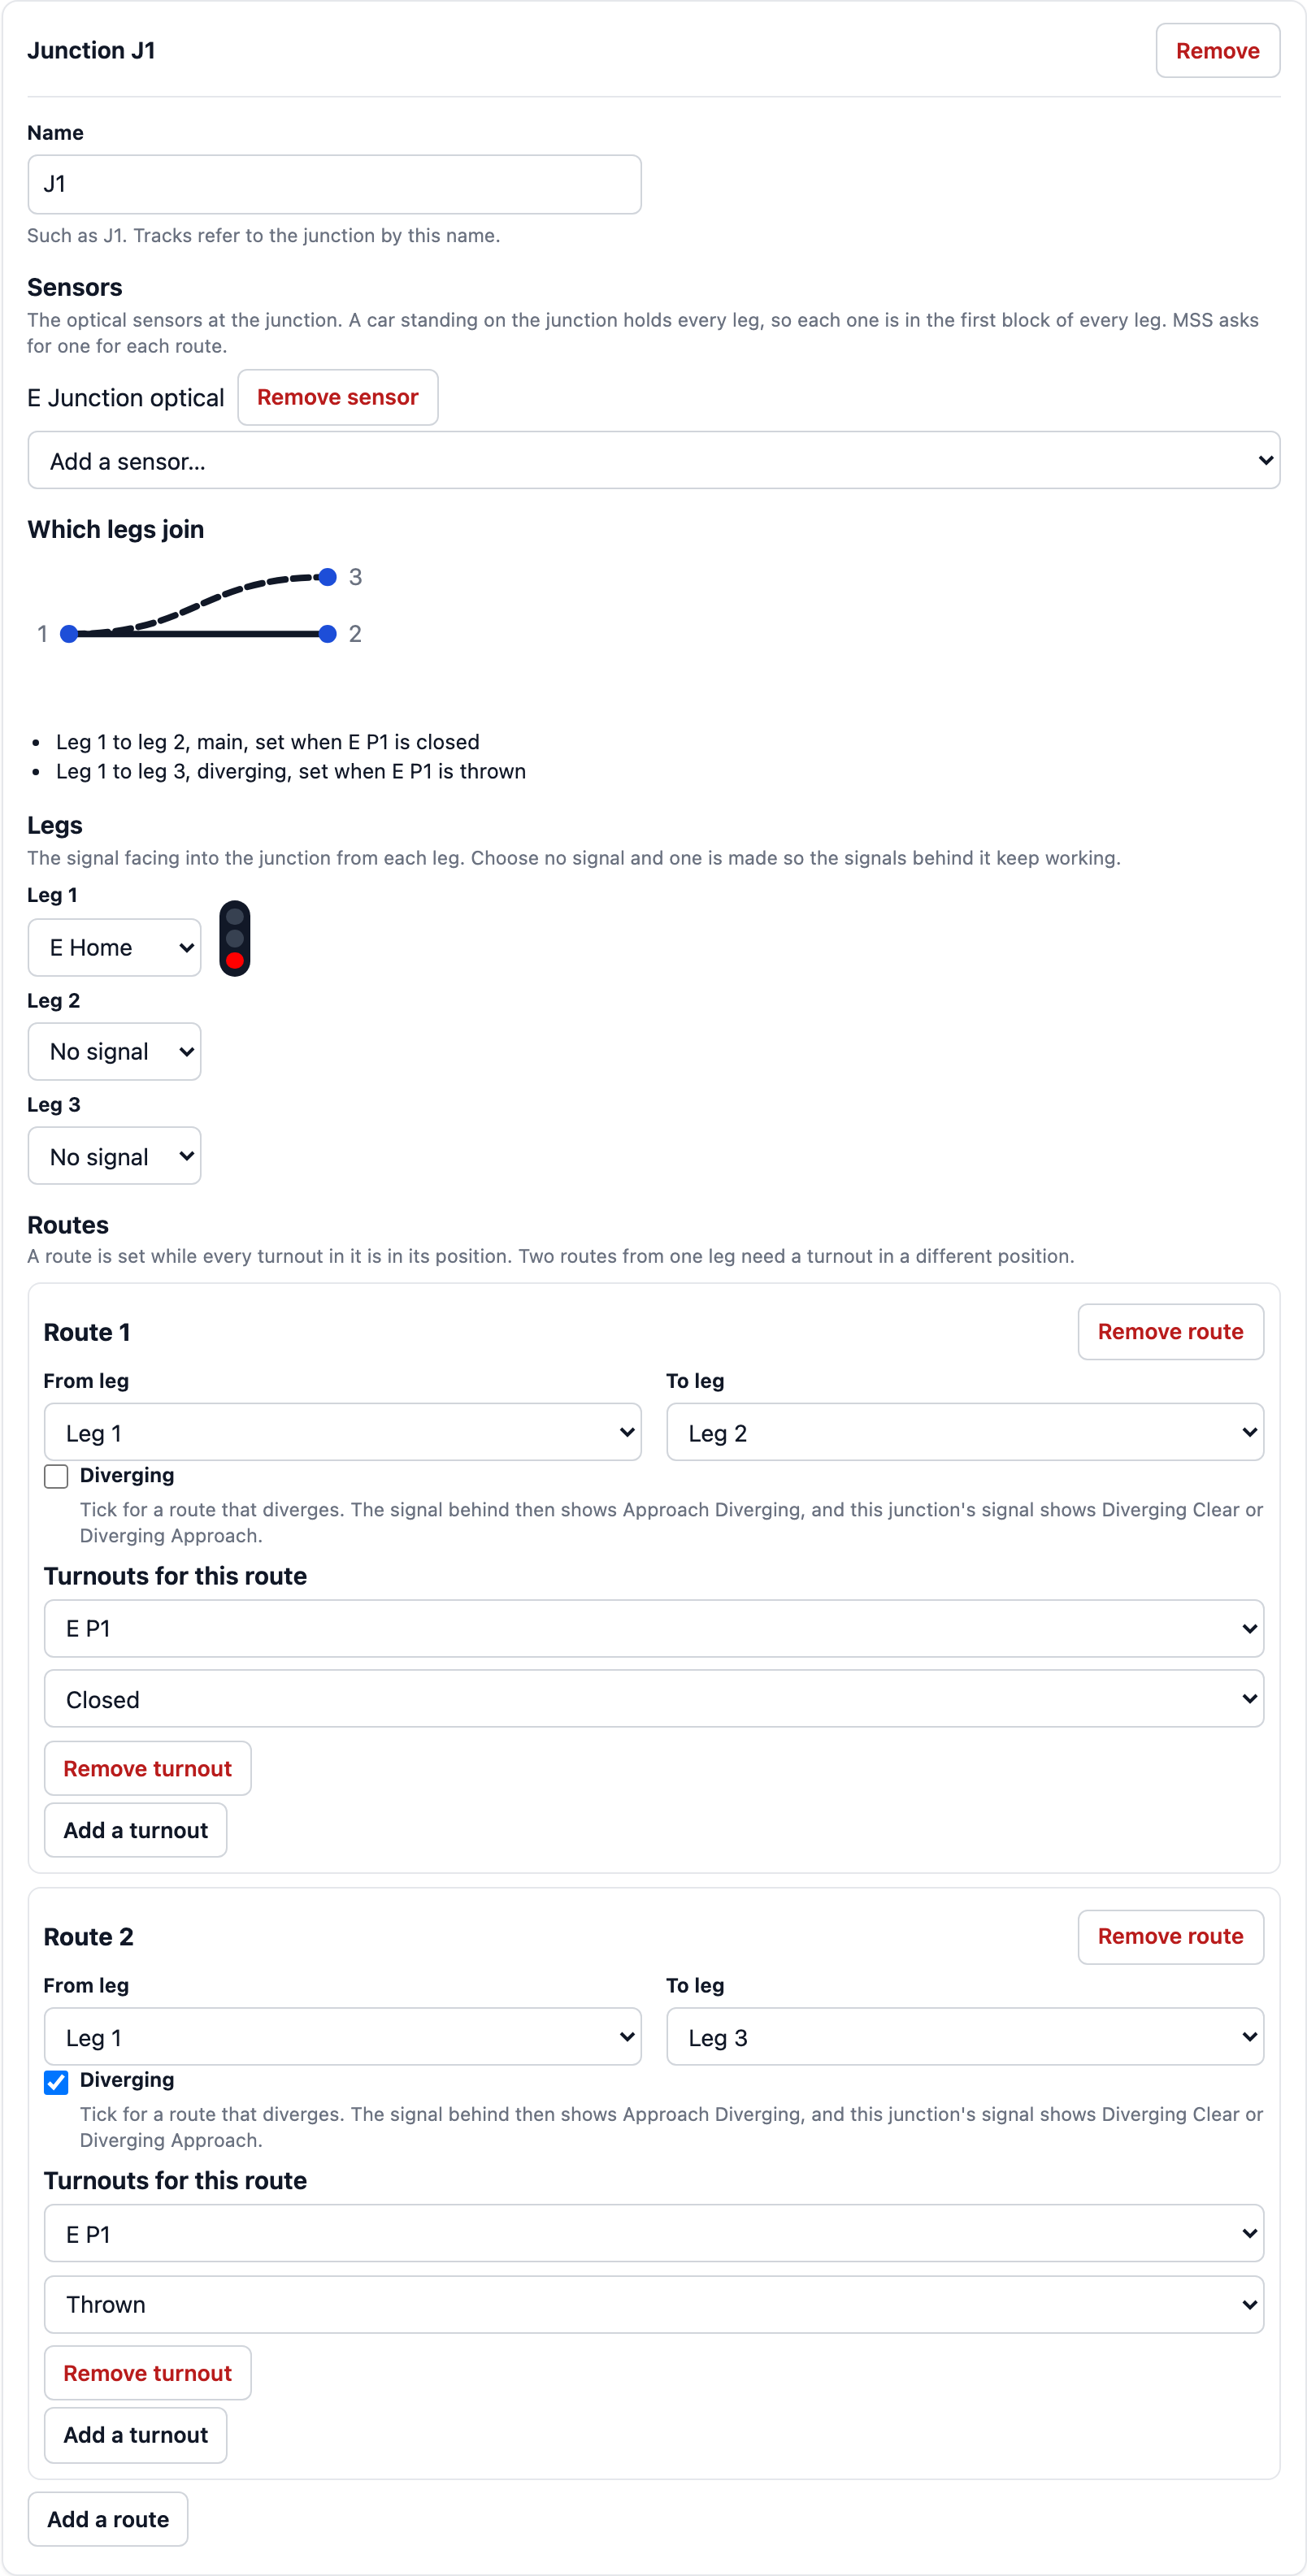 Junction J1
Remove
Name
J1
Such as J1. Tracks refer to the junction by this name.
Sensors
The optical sensors at the junction. A car standing on the junction holds every leg, so each one is in the first block of every leg. MSS asks
for one for each route.
E Junction optical
Remove sensor
Add a sensor...
Which legs join
3
1
2
• Leg 1 to leg 2, main, set when E P1 is closed
• Leg 1 to leg 3, diverging, set when E P1 is thrown
Legs
The signal facing into the junction from each leg. Choose no signal and one is made so the signals behind it keep working.
Leg 1
E Home
Leg 2
No signal
Leg 3
No signal
Routes
A route is set while every turnout in it is in its position. Two routes from one leg need a turnout in a different position.
Route 1
Remove route
From leg
To leg
Leg 1
Leg 2
Diverging
Tick for a route that diverges. The signal behind then shows Approach Diverging, and this junction's signal shows Diverging Clear or
Diverging Approach.
Turnouts for this route
E P1
Closed
Remove turnout
Add a turnout
Route 2
Remove route
From leg
To leg
Leg 1
Leg 3
Diverging
Tick for a route that diverges. The signal behind then shows Approach Diverging, and this junction's signal shows Diverging Clear or
Diverging Approach.
Turnouts for this route
E P1
Thrown
Remove turnout
Add a turnout
Add a route